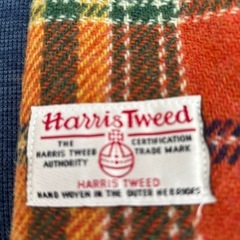 Harris Tweed
THE CERTIFICATION
HARRIS TWEED TRADE MARK
AUTHORITY
HARRIS TWEED
HAND WOVEN IN THE OUTER HEBRIDES